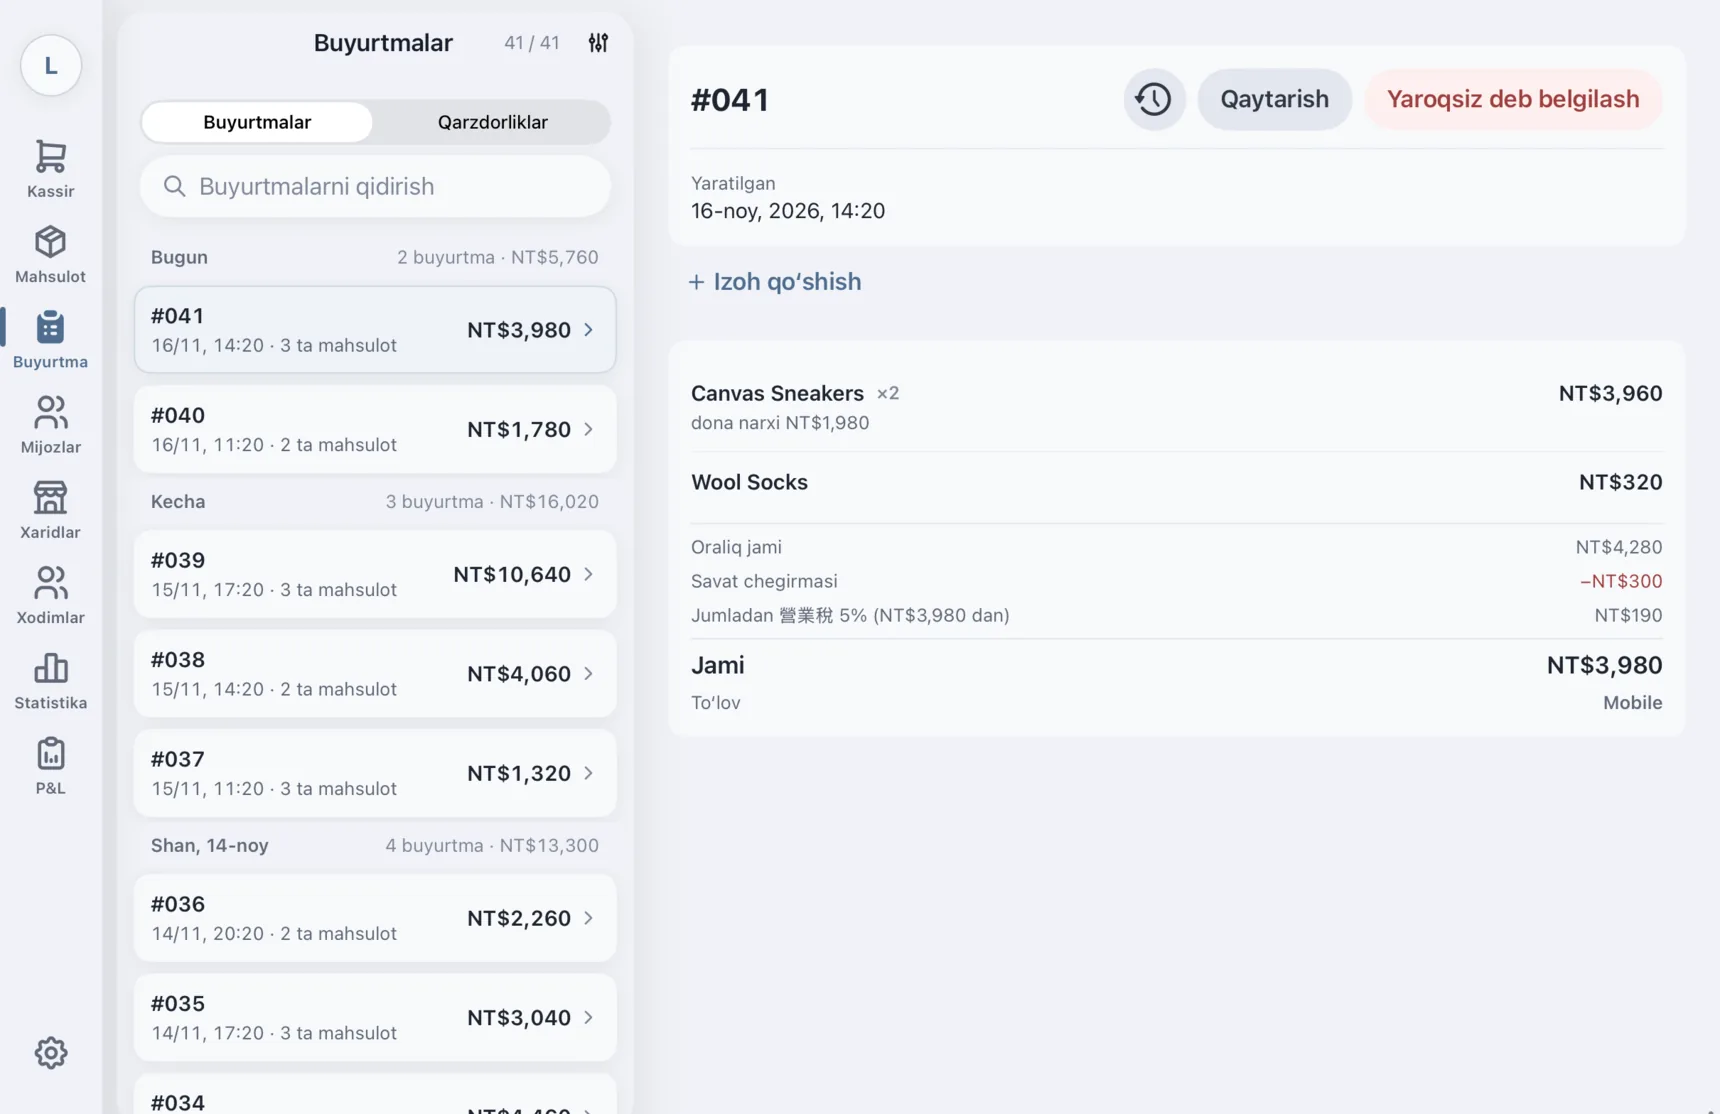 L
Kassir
Mahsulot
Buyurtma
Mijozlar
Xaridlar
Xodimlar
Statistika
P&L
Buyurtmalar
41 / 41
Buyurtmalar
Qarzdorliklar
Buyurtmalarni qidirish
Bugun
2 buyurtma · NT$5,760
#041
16/11, 14:20 · 3 ta mahsulot
NT$3,980
#040
16/11, 11:20 · 2 ta mahsulot
NT$1,780
Kecha
3 buyurtma · NT$16,020
#039
15/11, 17:20 · 3 ta mahsulot
NT$10,640
#038
15/11, 14:20 · 2 ta mahsulot
NT$4,060
#037
15/11, 11:20 · 3 ta mahsulot
NT$1,320
Shan, 14-noy
4 buyurtma · NT$13,300
#036
14/11, 20:20 · 2 ta mahsulot
NT$2,260
#035
14/11, 17:20 · 3 ta mahsulot
NT$3,040
#034
NT$4,460
#041
Qaytarish
Yaroqsiz deb belgilash
Yaratilgan
16-noy, 2026, 14:20
+ Izoh qo‘shish
Canvas Sneakers ×2
NT$3,960
dona narxi NT$1,980
Wool Socks
NT$320
Oraliq jami
NT$4,280
Savat chegirmasi
−NT$300
Jumladan 營業稅 5% (NT$3,980 dan)
NT$190
Jami
NT$3,980
To‘lov
Mobile